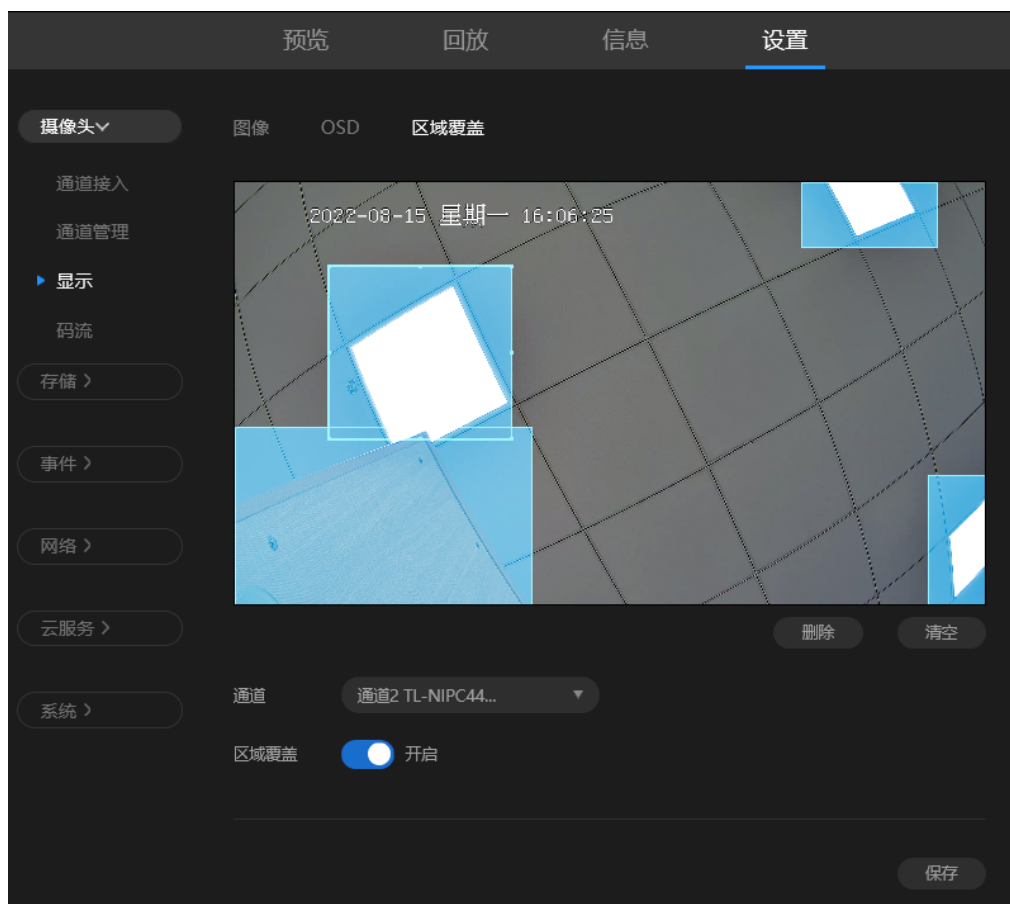 预览 回放 信息 设置
摄像头
图像 OSD 区域覆盖
通道接入
通道管理
显示
码流
存储
事件
网络
云服务
系统
2022-08-15 星期一 16:06:25
删除 清空
通道 通道2 TL-NIPC44...
区域覆盖 开启
保存